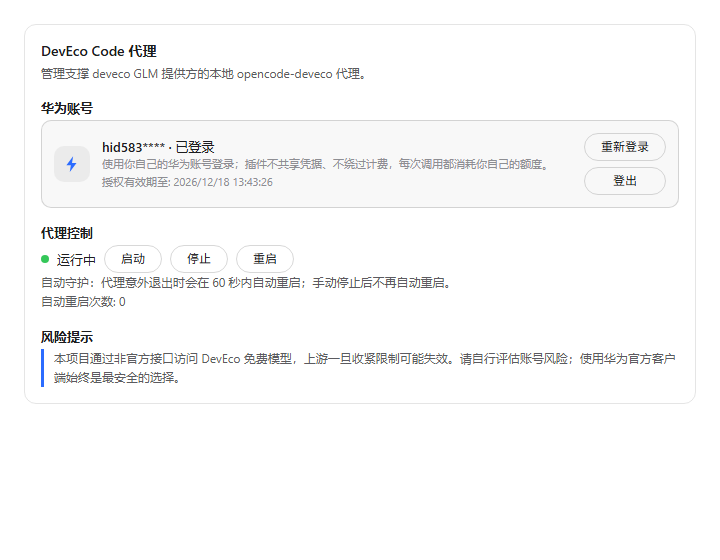 DevEco Code 代理
管理支撑 deveco GLM 提供方的本地 opencode-deveco 代理。
华为账号
hid583**** · 已登录
使用你自己的华为账号登录；插件不共享凭据、不绕过计费，每次调用都消耗你自己的额度。
授权有效期至: 2026/12/18 13:43:26
重新登录
登出
代理控制
运行中 启动 停止 重启
自动守护：代理意外退出时会在 60 秒内自动重启；手动停止后不再自动重启。
自动重启次数: 0
风险提示
本项目通过非官方接口访问 DevEco 免费模型，上游一旦收紧限制可能失效。请自行评估账号风险；使用华为官方客户
端始终是最安全的选择。